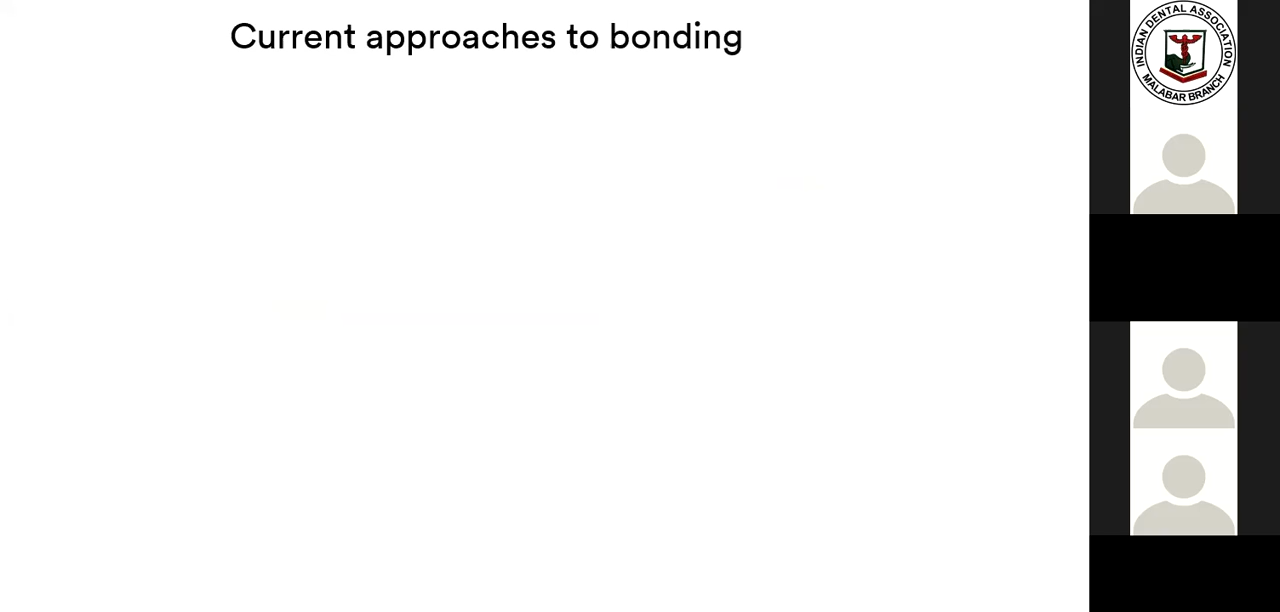 Current approaches to bonding
INDIAN DENTAL ASSOCIATION
MALABAR BRANCH